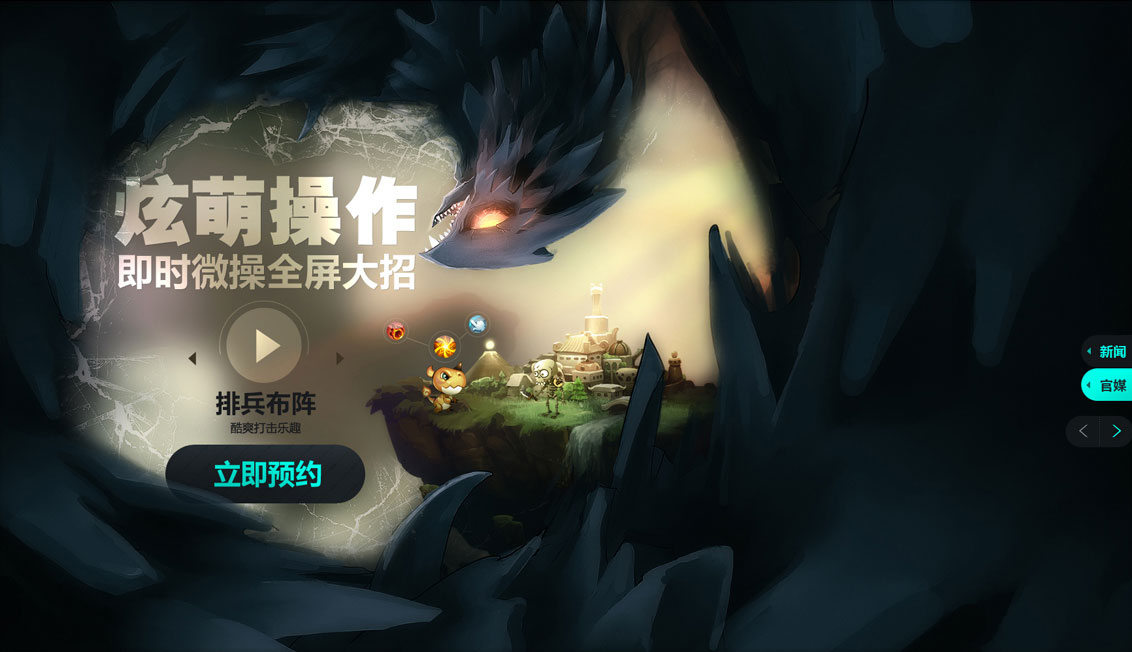 炫萌操作
即时微操全屏大招
排兵布阵
酷爽打击乐趣
立即预约
新闻
官媒